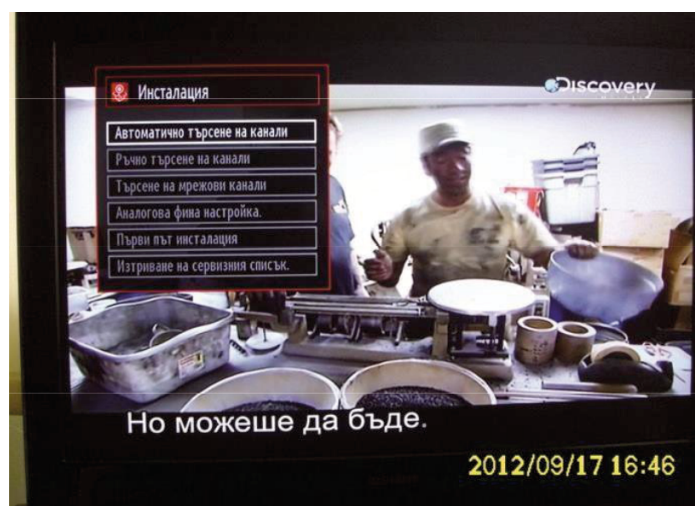 Инсталация
Discovery
Автоматично търсене на канали
Ръчно търсене на канали
Търсене на мрежови канали
Аналогова фина настройка.
Първи път инсталация
Изтриване на сервизния списък.
Но можеше да бъде.
2012/09/17 16:46